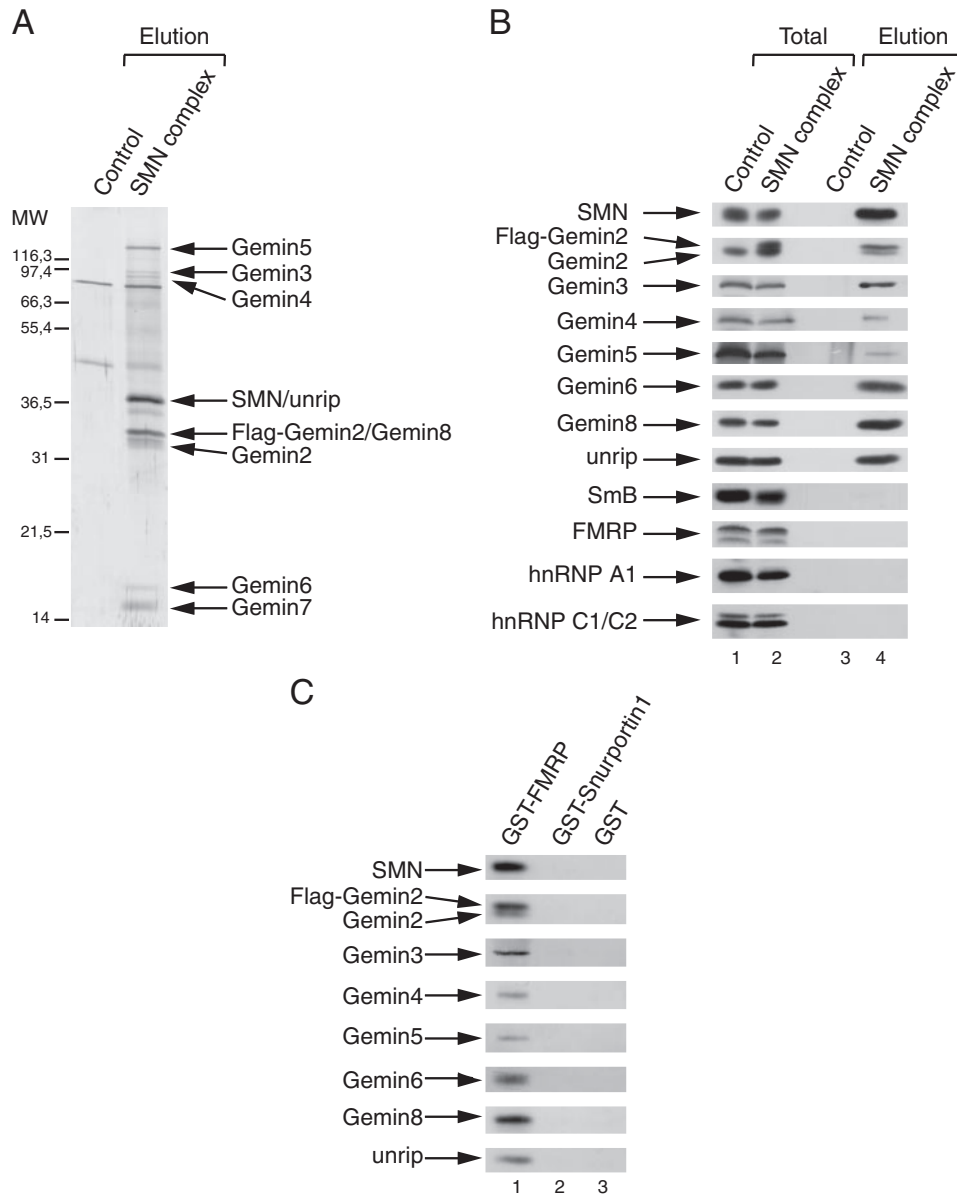 A
Elution
Control
SMN complex
MW
116,3
97,4
66,3
55,4
36,5
31
21,5
14
Gemin5
Gemin3
Gemin4
SMN/unrip
Flag-Gemin2/Gemin8
Gemin2
Gemin6
Gemin7
B
Total
Elution
Control
SMN complex
Control
SMN complex
SMN
Flag-Gemin2
Gemin2
Gemin3
Gemin4
Gemin5
Gemin6
Gemin8
unrip
SmB
FMRP
hnRNP A1
hnRNP C1/C2
1 2 3 4
C
GST-FMRP
GST-Snurportin1
GST
SMN
Flag-Gemin2
Gemin2
Gemin3
Gemin4
Gemin5
Gemin6
Gemin8
unrip
1 2 3